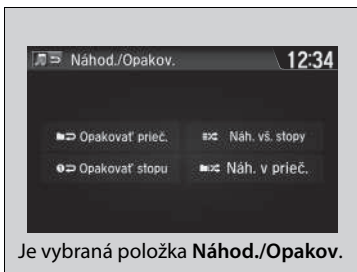 Náhod./Opakov. 12:34
Opakovať prieč. Náh. vš. stopy
Opakovať stopu Náh. v prieč.
Je vybraná položka Náhod./Opakov.